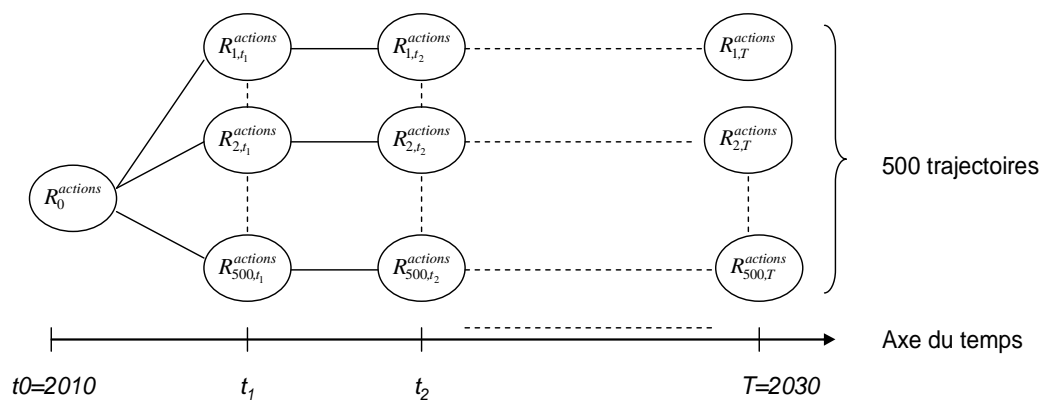 R_{1,t_1}^{actions} R_{1,t_2}^{actions} R_{1,T}^{actions}
R_{2,t_1}^{actions} R_{2,t_2}^{actions} R_{2,T}^{actions}
500 trajectoires
R_0^{actions}
R_{500,t_1}^{actions} R_{500,t_2}^{actions} R_{500,T}^{actions}
Axe du temps
t0=2010 t_1 t_2 T=2030